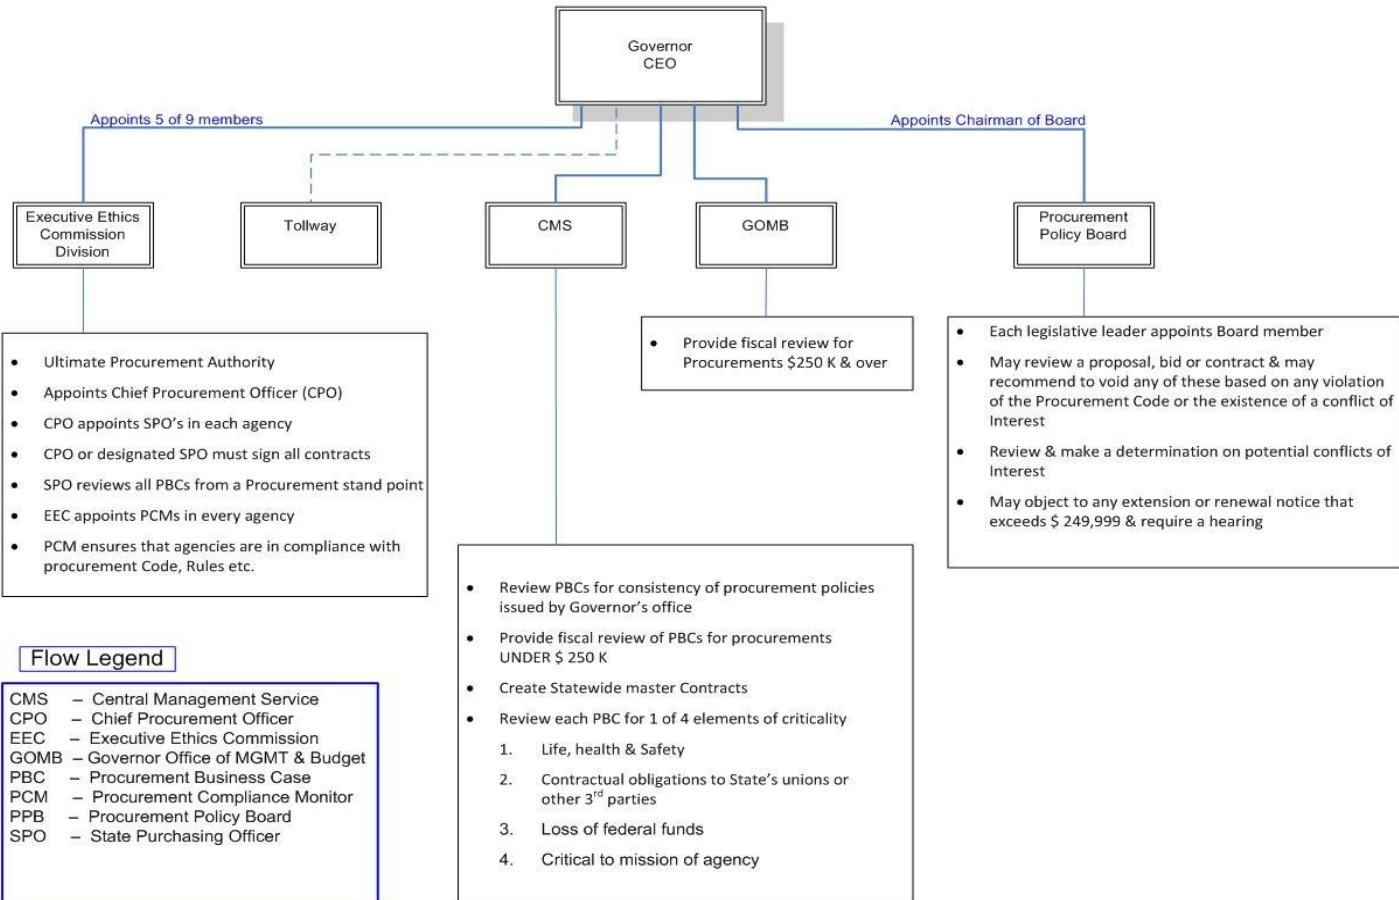 Governor
CEO
Appoints 5 of 9 members
Appoints Chairman of Board
Executive Ethics
Commission
Division
Tollway
CMS
GOMB
Procurement
Policy Board
• Ultimate Procurement Authority
• Appoints Chief Procurement Officer (CPO)
• CPO appoints SPO’s in each agency
• CPO or designated SPO must sign all contracts
• SPO reviews all PBCs from a Procurement stand point
• EEC appoints PCMs in every agency
• PCM ensures that agencies are in compliance with
procurement Code, Rules etc.
• Provide fiscal review for
Procurements $250 K & over
• Each legislative leader appoints Board member
• May review a proposal, bid or contract & may
recommend to void any of these based on any violation
of the Procurement Code or the existence of a conflict of
Interest
• Review & make a determination on potential conflicts of
Interest
• May object to any extension or renewal notice that
exceeds $ 249,999 & require a hearing
• Review PBCs for consistency of procurement policies
issued by Governor’s office
• Provide fiscal review of PBCs for procurements
UNDER $ 250 K
• Create Statewide master Contracts
• Review each PBC for 1 of 4 elements of criticality
1. Life, health & Safety
2. Contractual obligations to State’s unions or
other 3rd parties
3. Loss of federal funds
4. Critical to mission of agency
Flow Legend
CMS – Central Management Service
CPO – Chief Procurement Officer
EEC – Executive Ethics Commission
GOMB – Governor Office of MGMT & Budget
PBC – Procurement Business Case
PCM – Procurement Compliance Monitor
PPB – Procurement Policy Board
SPO – State Purchasing Officer